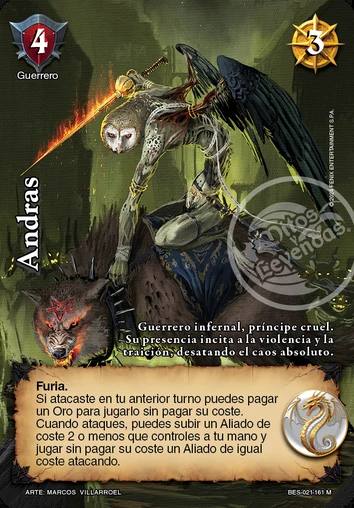 4
Guerrero
3
Andras
©2023 FENIX ENTERTAINMENT S.P.A.
Mitos y Leyendas
Guerrero infernal, príncipe cruel.
Su presencia incita a la violencia y la
traición, desatando el caos absoluto.
Furia.
Si atacaste en tu anterior turno puedes pagar
un Oro para jugarlo sin pagar su coste.
Cuando ataques, puedes subir un Aliado de
coste 2 o menos que controles a tu mano y
jugar sin pagar su coste un Aliado de igual
coste atacando.
ARTE: MARCOS VILLARROEL
BES-021-161 M